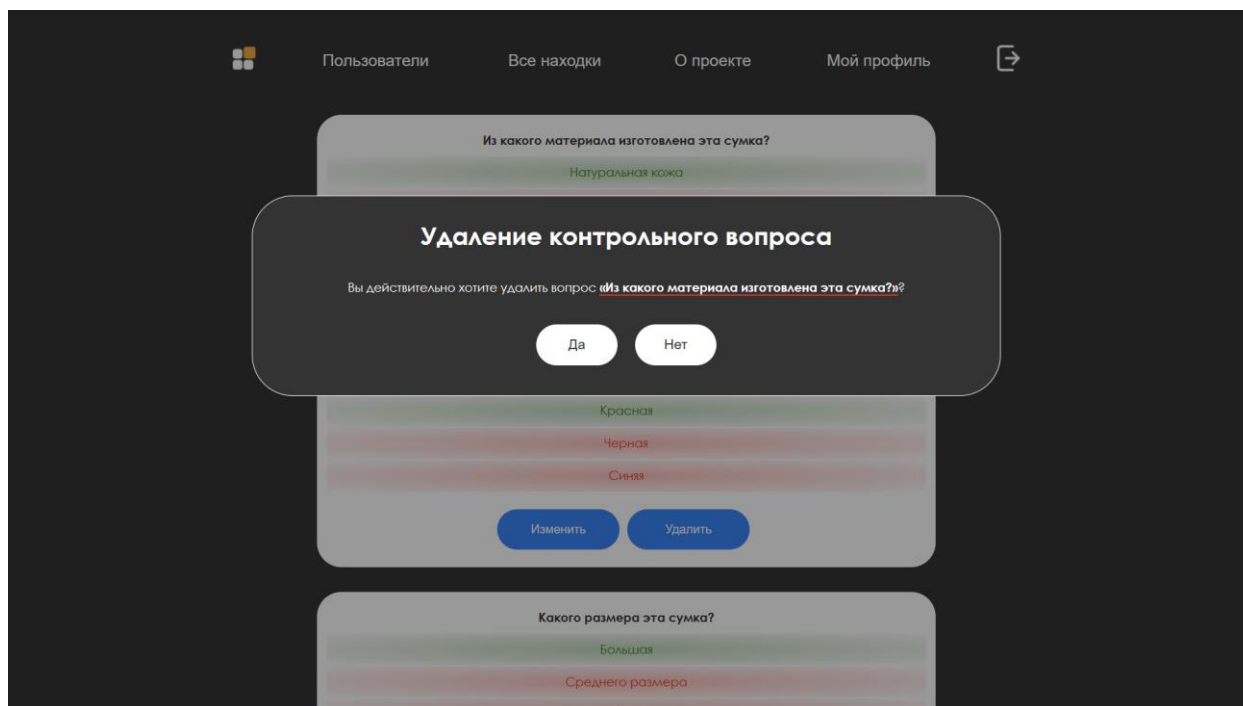 Пользователи Все находки О проекте Мой профиль
Из какого материала изготовлена эта сумка?
Натуральная кожа
Удаление контрольного вопроса
Вы действительно хотите удалить вопрос «Из какого материала изготовлена эта сумка?»?
Да Нет
Красная
Черная
Синяя
Изменить Удалить
Какого размера эта сумка?
Большая
Среднего размера